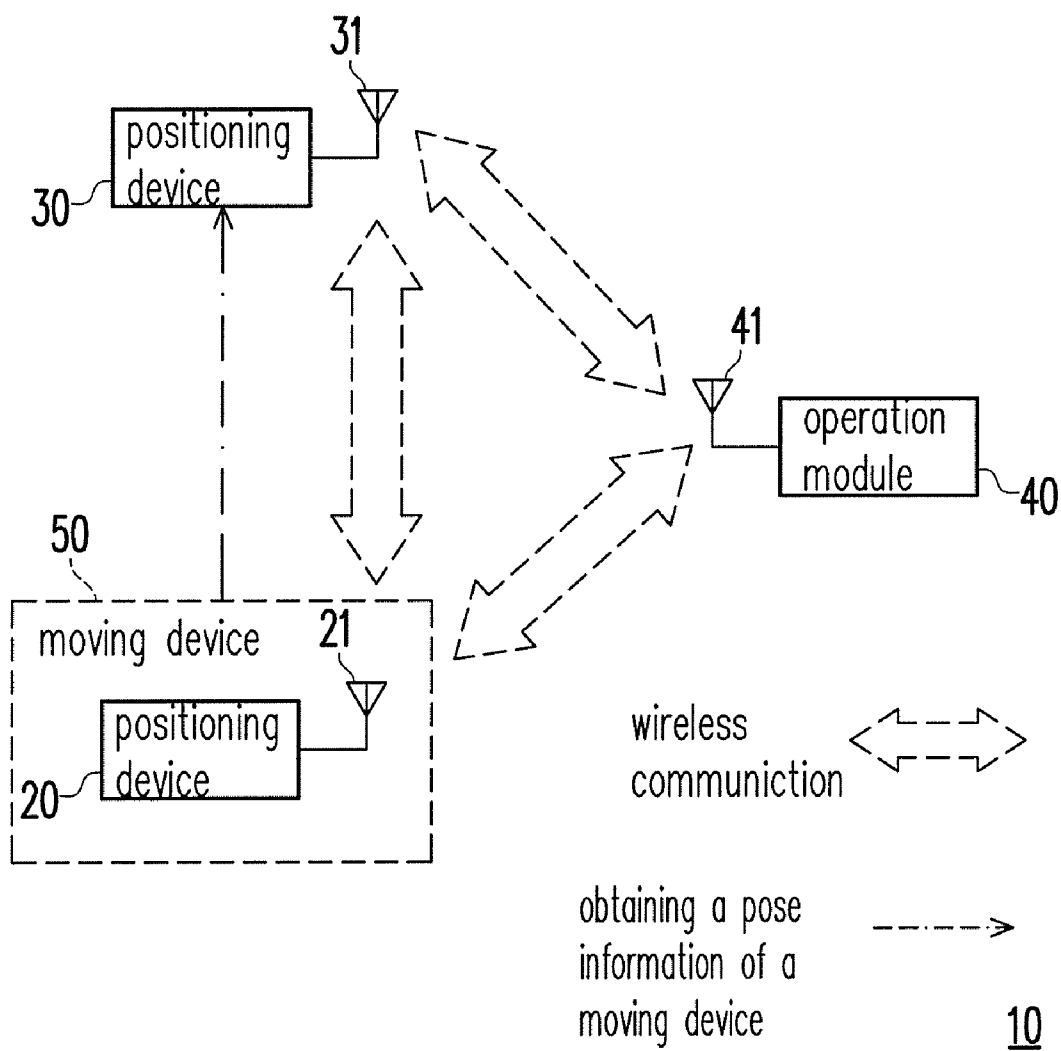 31
positioning
device
30
41
operation
module
40
50
moving device
21
positioning
device
20
wireless
communiction
obtaining a pose
information of a
moving device
10